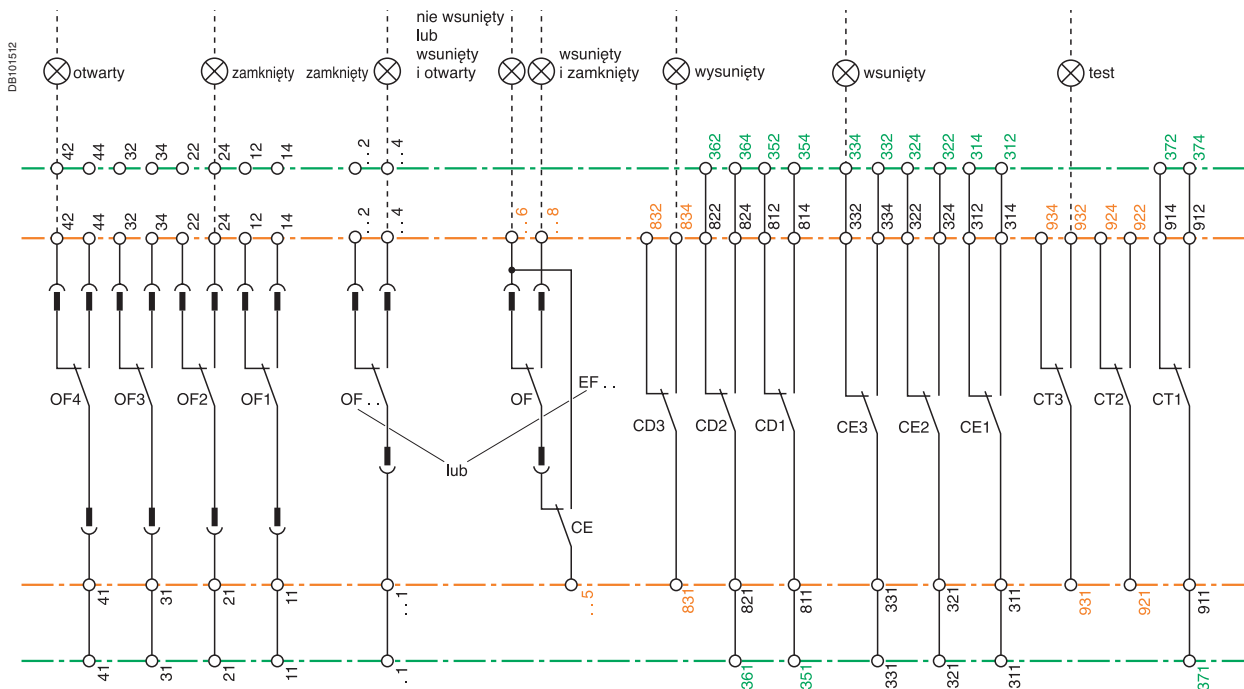 DB101512
otwarty
zamknięty
zamknięty
nie wsunięty
lub
wsunięty
i otwarty
wsunięty
i zamknięty
wysunięty
wsunięty
test
42 44 32 34 22 24 12 14 . . 2 . . 4 362 364 352 354 334 332 324 322 314 312 372 374
42 44 32 34 22 24 12 14 . . 2 . . 4 . . 6 . . 8 832 834 822 824 812 814 332 334 322 324 312 314 934 932 924 922 914 912
OF4 OF3 OF2 OF1 OF . . OF EF . . CD3 CD2 CD1 CE3 CE2 CE1 CT3 CT2 CT1
lub
CE
41 31 21 11 . . 1 . . 5 831 821 811 331 321 311 931 921 911
41 31 21 11 . . 1 361 351 331 321 311 371